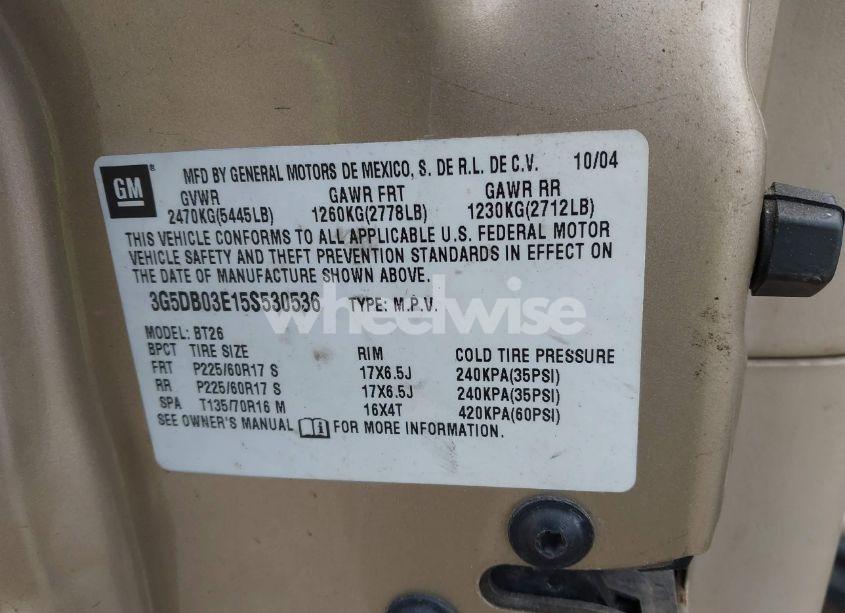 GM
MFD BY GENERAL MOTORS DE MEXICO, S. DE R.L. DE C.V. 10/04
GVWR GAWR FRT GAWR RR
2470KG(5445LB) 1260KG(2778LB) 1230KG(2712LB)
THIS VEHICLE CONFORMS TO ALL APPLICABLE U.S. FEDERAL MOTOR
VEHICLE SAFETY AND THEFT PREVENTION STANDARDS IN EFFECT ON
THE DATE OF MANUFACTURE SHOWN ABOVE.
3G5DB03E15S530536 TYPE: M.P.V.
wheelwise
MODEL: BT26
BPCT TIRE SIZE RIM COLD TIRE PRESSURE
FRT P225/60R17 S 17X6.5J 240KPA(35PSI)
RR P225/60R17 S 17X6.5J 240KPA(35PSI)
SPA T135/70R16 M 16X4T 420KPA(60PSI)
SEE OWNER'S MANUAL FOR MORE INFORMATION.